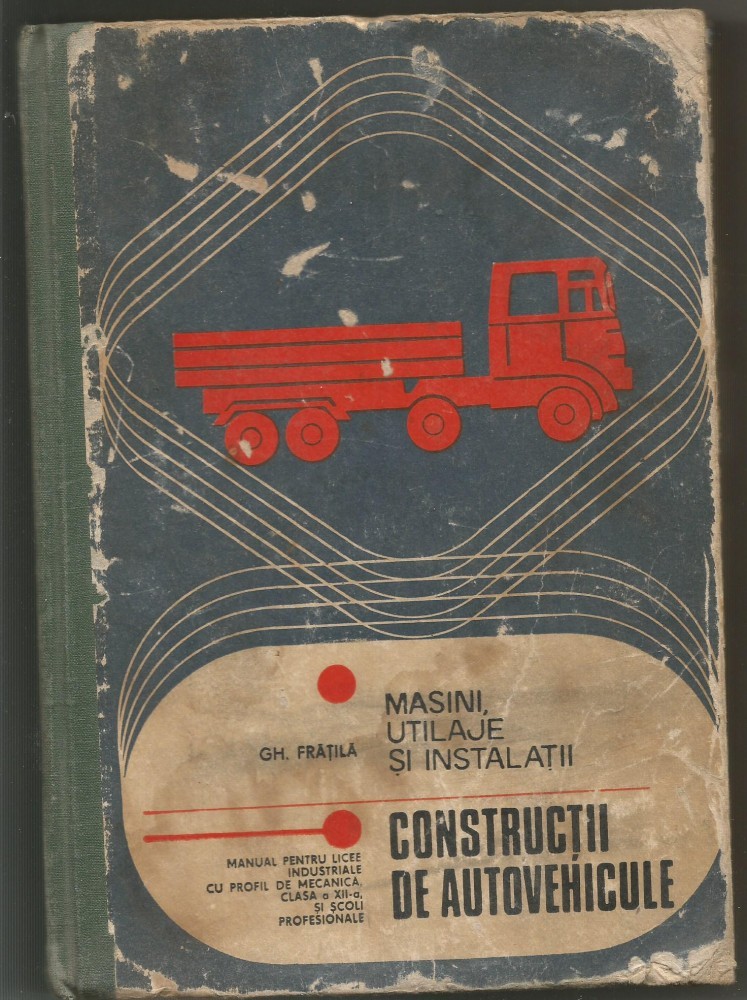 MASINI,
UTILAJE
ȘI INSTALAȚII
GH. FRĂȚILĂ
CONSTRUCȚII
DE AUTOVEHICULE
MANUAL PENTRU LICEE
INDUSTRIALE
CU PROFIL DE MECANICĂ,
CLASA a XII-a,
ȘI ȘCOLI
PROFESIONALE